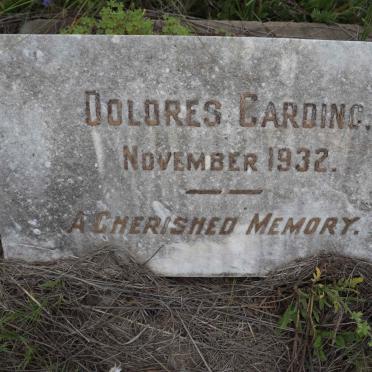 DOLORES CARDING.
NOVEMBER 1932.
A CHERISHED MEMORY.